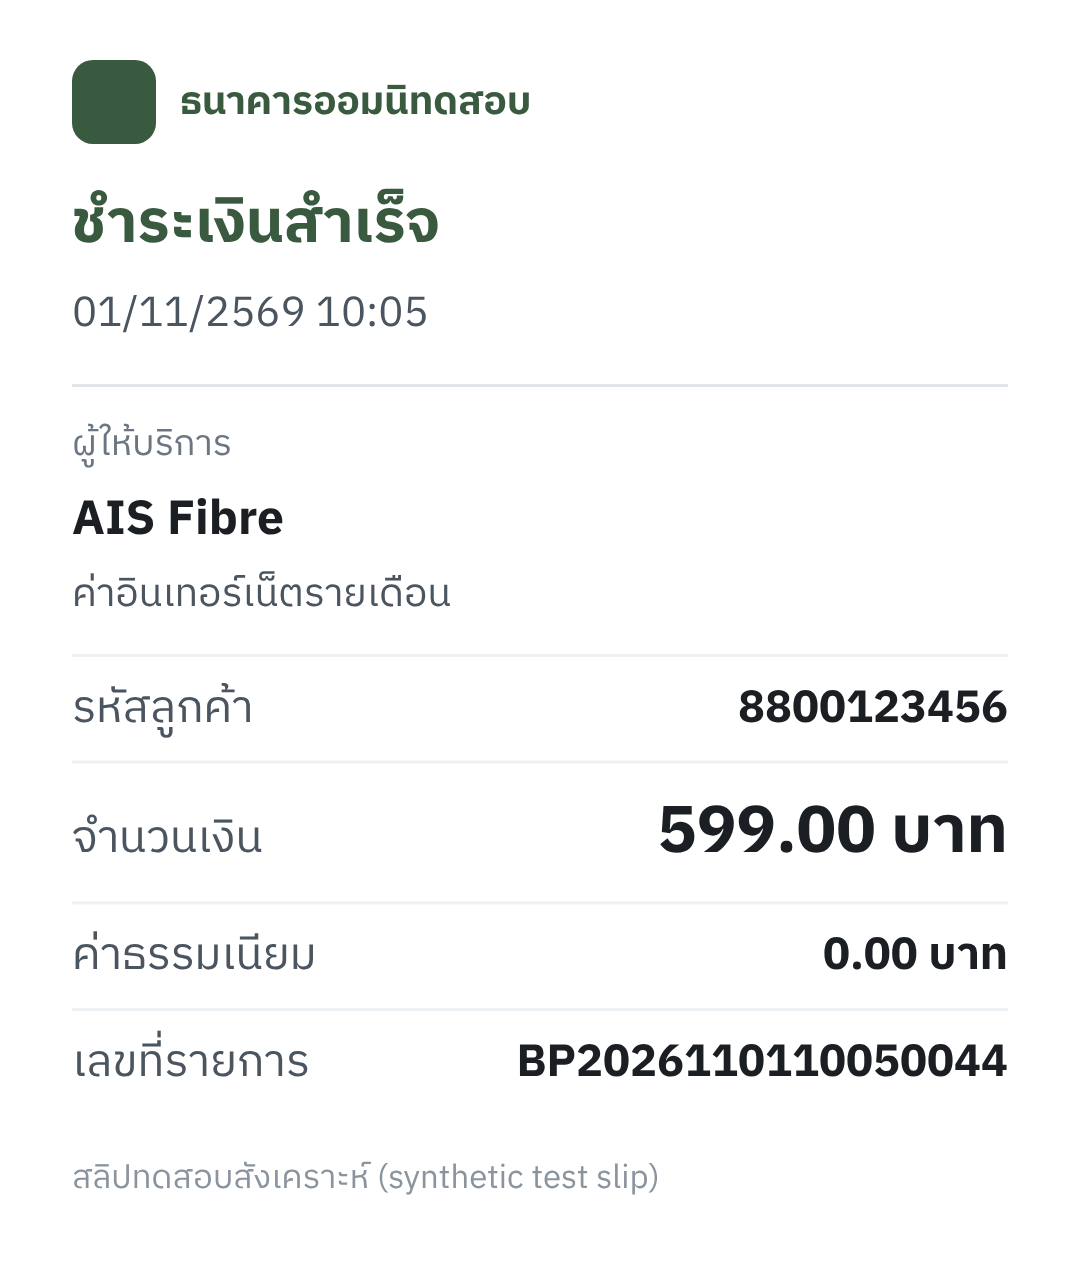 ธนาคารออมนิทดสอบ
ชำระเงินสำเร็จ
01/11/2569 10:05
ผู้ให้บริการ
AIS Fibre
ค่าอินเทอร์เน็ตรายเดือน
รหัสลูกค้า 8800123456
จำนวนเงิน 599.00 บาท
ค่าธรรมเนียม 0.00 บาท
เลขที่รายการ BP2026110110050044
สลิปทดสอบสังเคราะห์ (synthetic test slip)